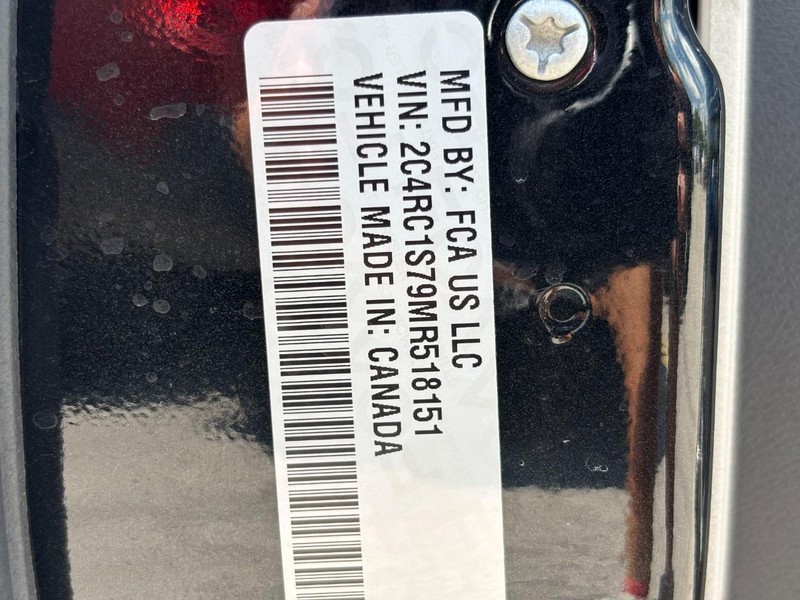 MFD BY: FCA US LLC
VIN: 2C4RC1S79MR518151
VEHICLE MADE IN: CANADA